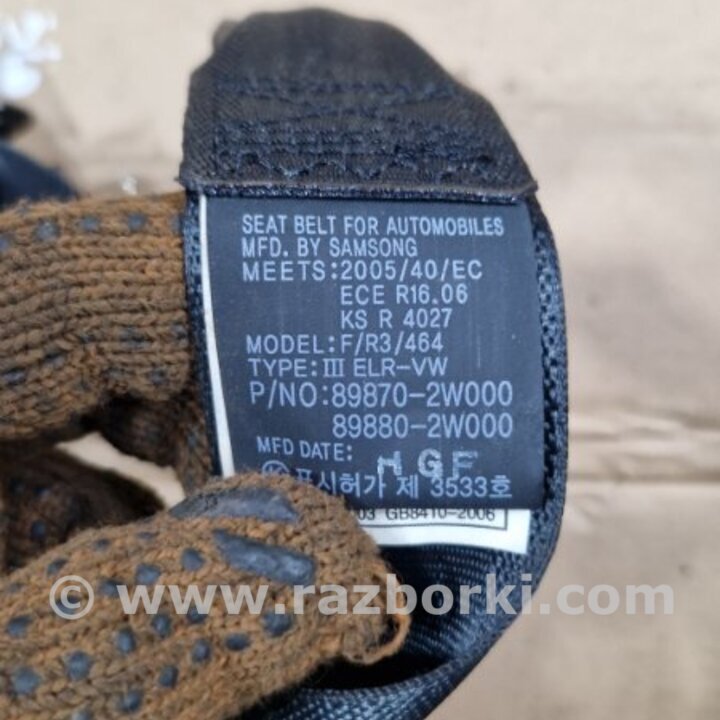 SEAT BELT FOR AUTOMOBILES
MFD. BY SAMSONG
MEETS:2005/40/EC
ECE R16.06
KS R 4027
MODEL:F/R3/464
TYPE:Ⅲ ELR-VW
P/NO:89870-2W000
89880-2W000
MFD DATE: HGF
㉿표시허가 제 3533호
03 GB8410-2006
© www.razborki.com